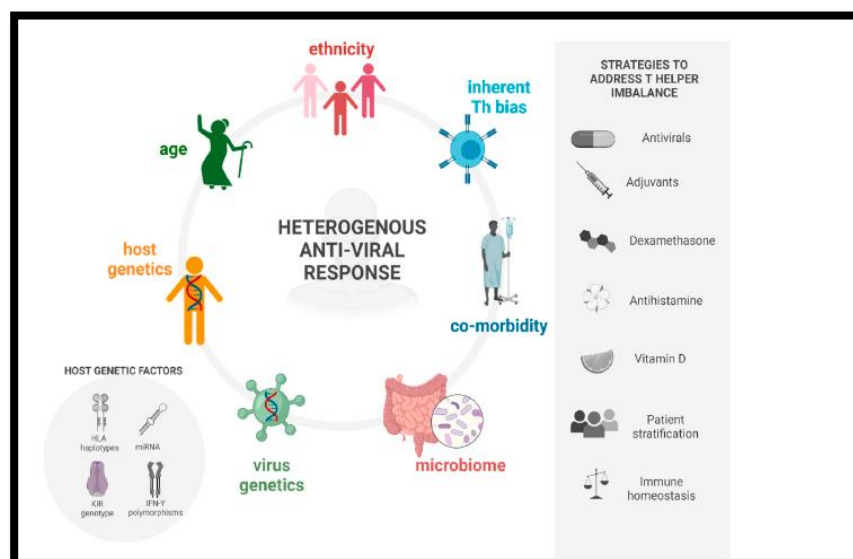 ethnicity
inherent
Th bias
age
HETEROGENOUS
ANTI-VIRAL
RESPONSE
host
genetics
co-morbidity
HOST GENETIC FACTORS
HLA
haplotypes
miRNA
KIR
genotype
IFN-Y
polymorphisms
virus
genetics
microbiome
STRATEGIES TO
ADDRESS T HELPER
IMBALANCE
Antivirals
Adjuvants
Dexamethasone
Antihistamine
Vitamin D
Patient
stratification
Immune
homeostasis